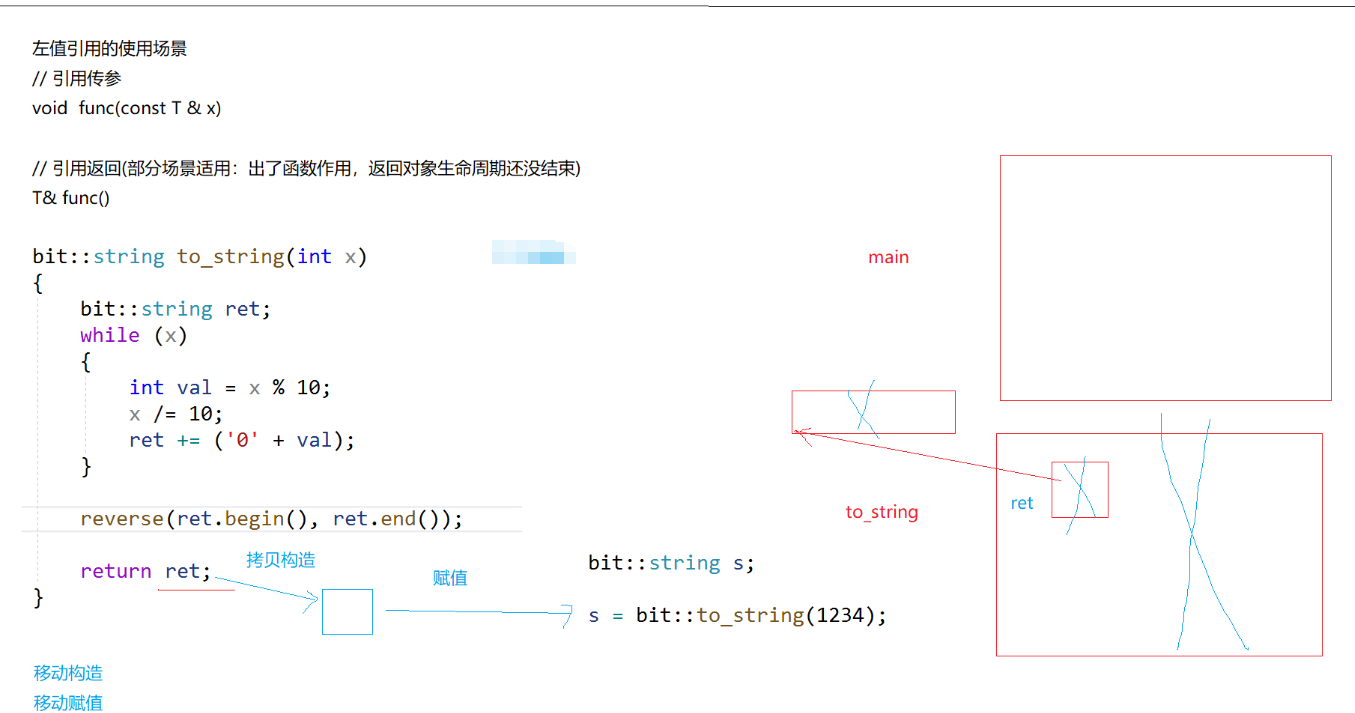 左值引用的使用场景
// 引用传参
void  func(const T & x)
// 引用返回(部分场景适用：出了函数作用，返回对象生命周期还没结束)
T& func()
bit::string to_string(int x)
{
    bit::string ret;
    while (x)
    {
        int val = x % 10;
        x /= 10;
        ret += ('0' + val);
    }
    reverse(ret.begin(), ret.end());
    return ret;
}
拷贝构造
赋值
移动构造
移动赋值
bit::string s;
s = bit::to_string(1234);
main
to_string
ret